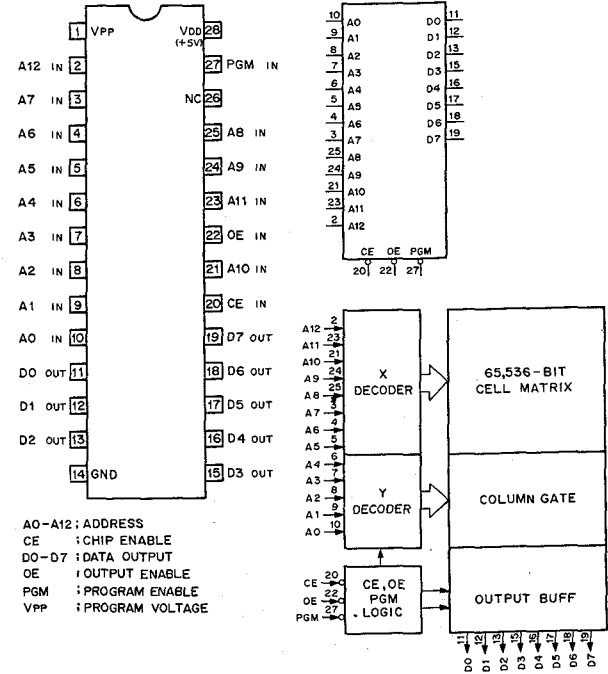 1 VPP VDD 28
(+5V)
A12 IN 2 27 PGM IN
A7 IN 3 NC 26
A6 IN 4 25 A8 IN
A5 IN 5 24 A9 IN
A4 IN 6 23 A11 IN
A3 IN 7 22 OE IN
A2 IN 8 21 A10 IN
A1 IN 9 20 CE IN
A0 IN 10 19 D7 OUT
D0 OUT 11 18 D6 OUT
D1 OUT 12 17 D5 OUT
D2 OUT 13 16 D4 OUT
14 GND 15 D3 OUT
A0-A12 ; ADDRESS
CE ; CHIP ENABLE
D0-D7 ; DATA OUTPUT
OE ; OUTPUT ENABLE
PGM ; PROGRAM ENABLE
VPP ; PROGRAM VOLTAGE
10 A0 D0 11
9 A1 D1 12
8 A2 D2 13
7 A3 D3 15
6 A4 D4 16
5 A5 D5 17
4 A6 D6 18
3 A7 D7 19
25 A8
24 A9
21 A10
23 A11
2 A12
CE OE PGM
20 22 27
A12 2
A11 23
A10 21
A9 24
A8 25
A7 3
A6 4
A5 5
A4 6
A3 7
A2 8
A1 9
A0 10
X
DECODER
Y
DECODER
65,536-BIT
CELL MATRIX
COLUMN GATE
OUTPUT BUFF
CE 20
OE 22
PGM 27
CE, OE
PGM
LOGIC
11 12 13 15 16 17 18 19
D0 D1 D2 D3 D4 D5 D6 D7